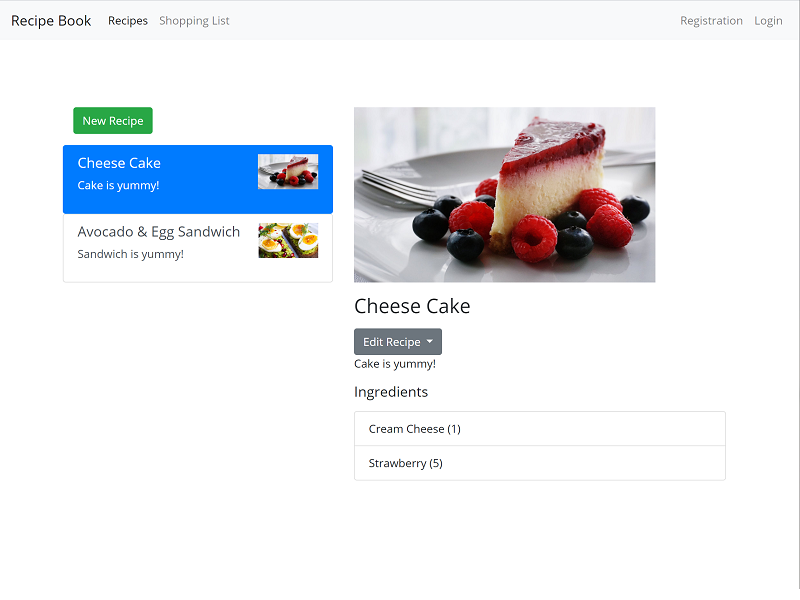 Recipe Book Recipes Shopping List Registration Login
New Recipe
Cheese Cake
Cake is yummy!
Avocado & Egg Sandwich
Sandwich is yummy!
Cheese Cake
Edit Recipe
Cake is yummy!
Ingredients
Cream Cheese (1)
Strawberry (5)